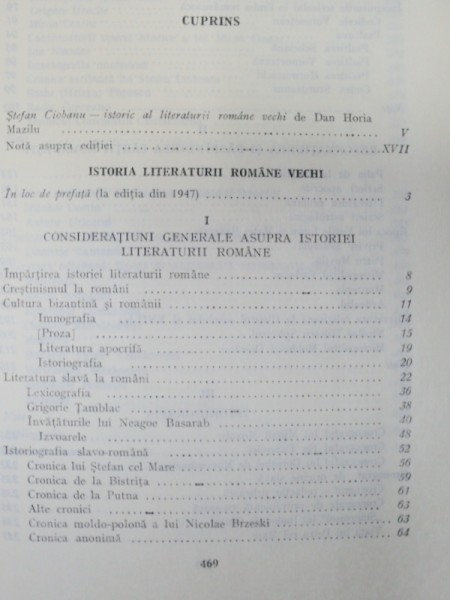 CUPRINS
Ștefan Ciobanu — istoric al literaturii române vechi de Dan Horia
Mazilu V
Notă asupra ediției XVII
ISTORIA LITERATURII ROMÂNE VECHI
În loc de prefață (la ediția din 1947) 3
I
CONSIDERAȚIUNI GENERALE ASUPRA ISTORIEI
LITERATURII ROMÂNE
Împărțirea istoriei literaturii române 8
Creștinismul la români 9
Cultura bizantină și românii 11
Imnografia 14
[Proza] 15
Literatura apocrifă 19
Istoriografia 20
Literatura slavă la români 22
Lexicografia 36
Grigorie Țamblac 38
Învățăturile lui Neagoe Basarab 40
Izvoarele 48
Istoriografia slavo-română 52
Cronica lui Ștefan cel Mare 56
Cronica de la Bistrița 59
Cronica de la Putna 61
Alte cronici 63
Cronica moldo-polonă a lui Nicolae Brzeski 63
Cronica anonimă 64
469